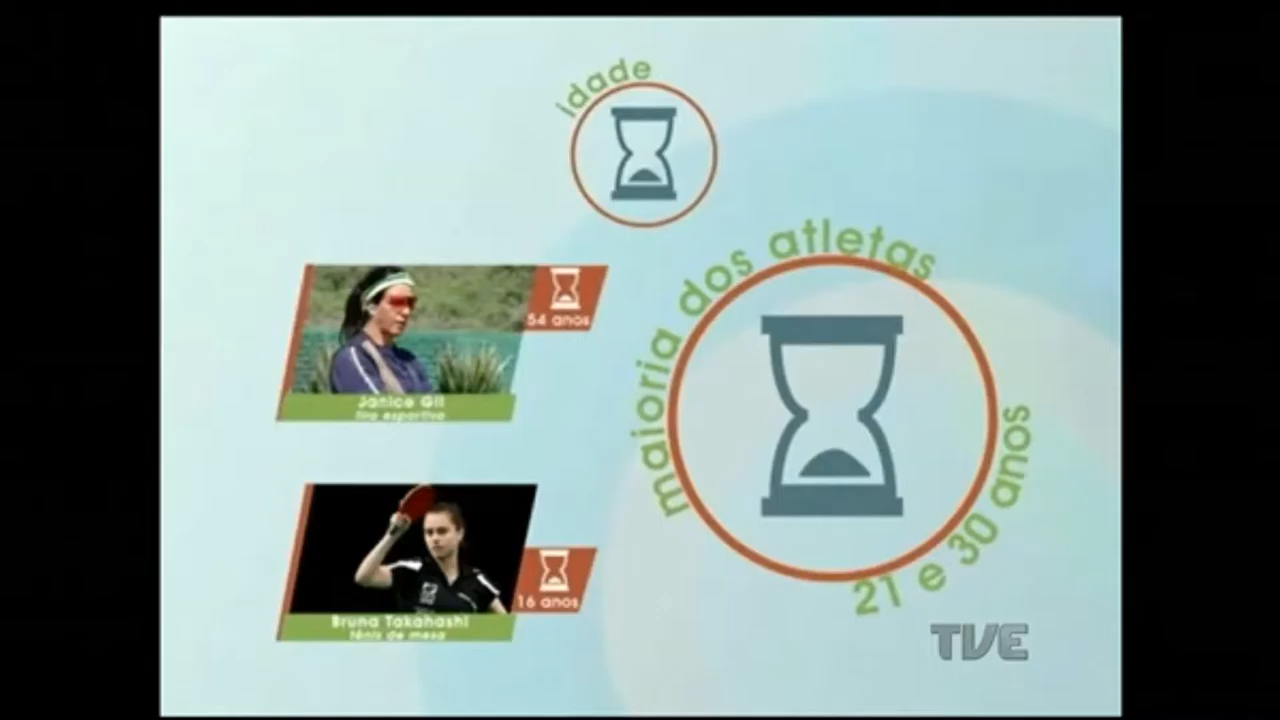 Idade
maioria dos atletas
54 anos
Janice Gil
tiro esportivo
21 e 30 anos
16 anos
Bruna Takahashi
tênis de mesa
TVE